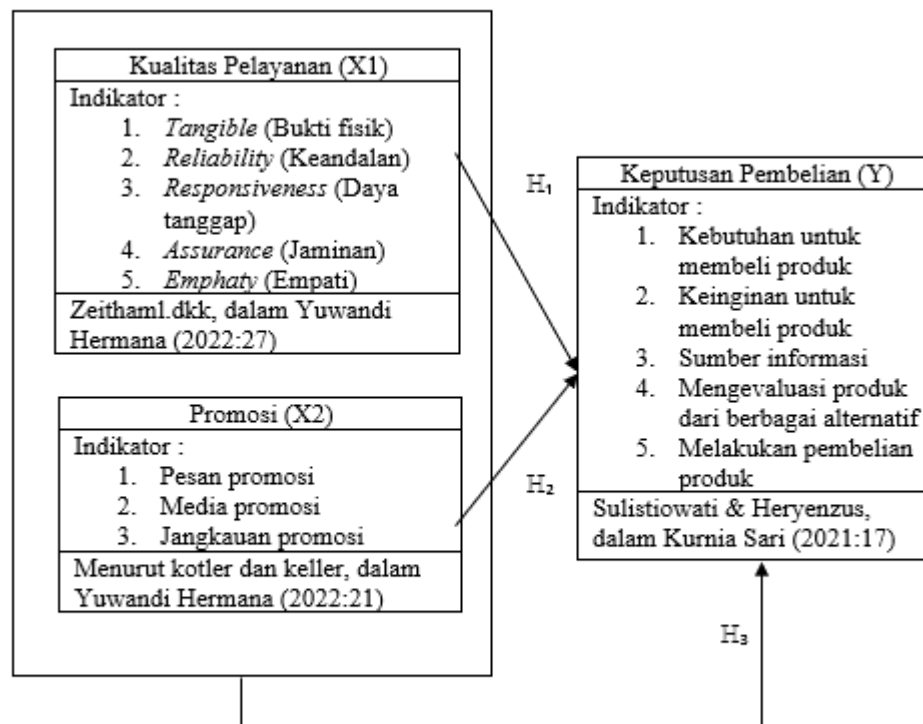 Kualitas Pelayanan (X1)
Indikator :
1. Tangible (Bukti fisik)
2. Reliability (Keandalan)
3. Responsiveness (Daya
tanggap)
4. Assurance (Jaminan)
5. Emphaty (Empati)
Zeithaml.dkk, dalam Yuwandi
Hermana (2022:27)
Promosi (X2)
Indikator :
1. Pesan promosi
2. Media promosi
3. Jangkauan promosi
Menurut kotler dan keller, dalam
Yuwandi Hermana (2022:21)
H₁
H₂
Keputusan Pembelian (Y)
Indikator :
1. Kebutuhan untuk
membeli produk
2. Keinginan untuk
membeli produk
3. Sumber informasi
4. Mengevaluasi produk
dari berbagai alternatif
5. Melakukan pembelian
produk
Sulistiowati & Heryenzus,
dalam Kurnia Sari (2021:17)
H₃